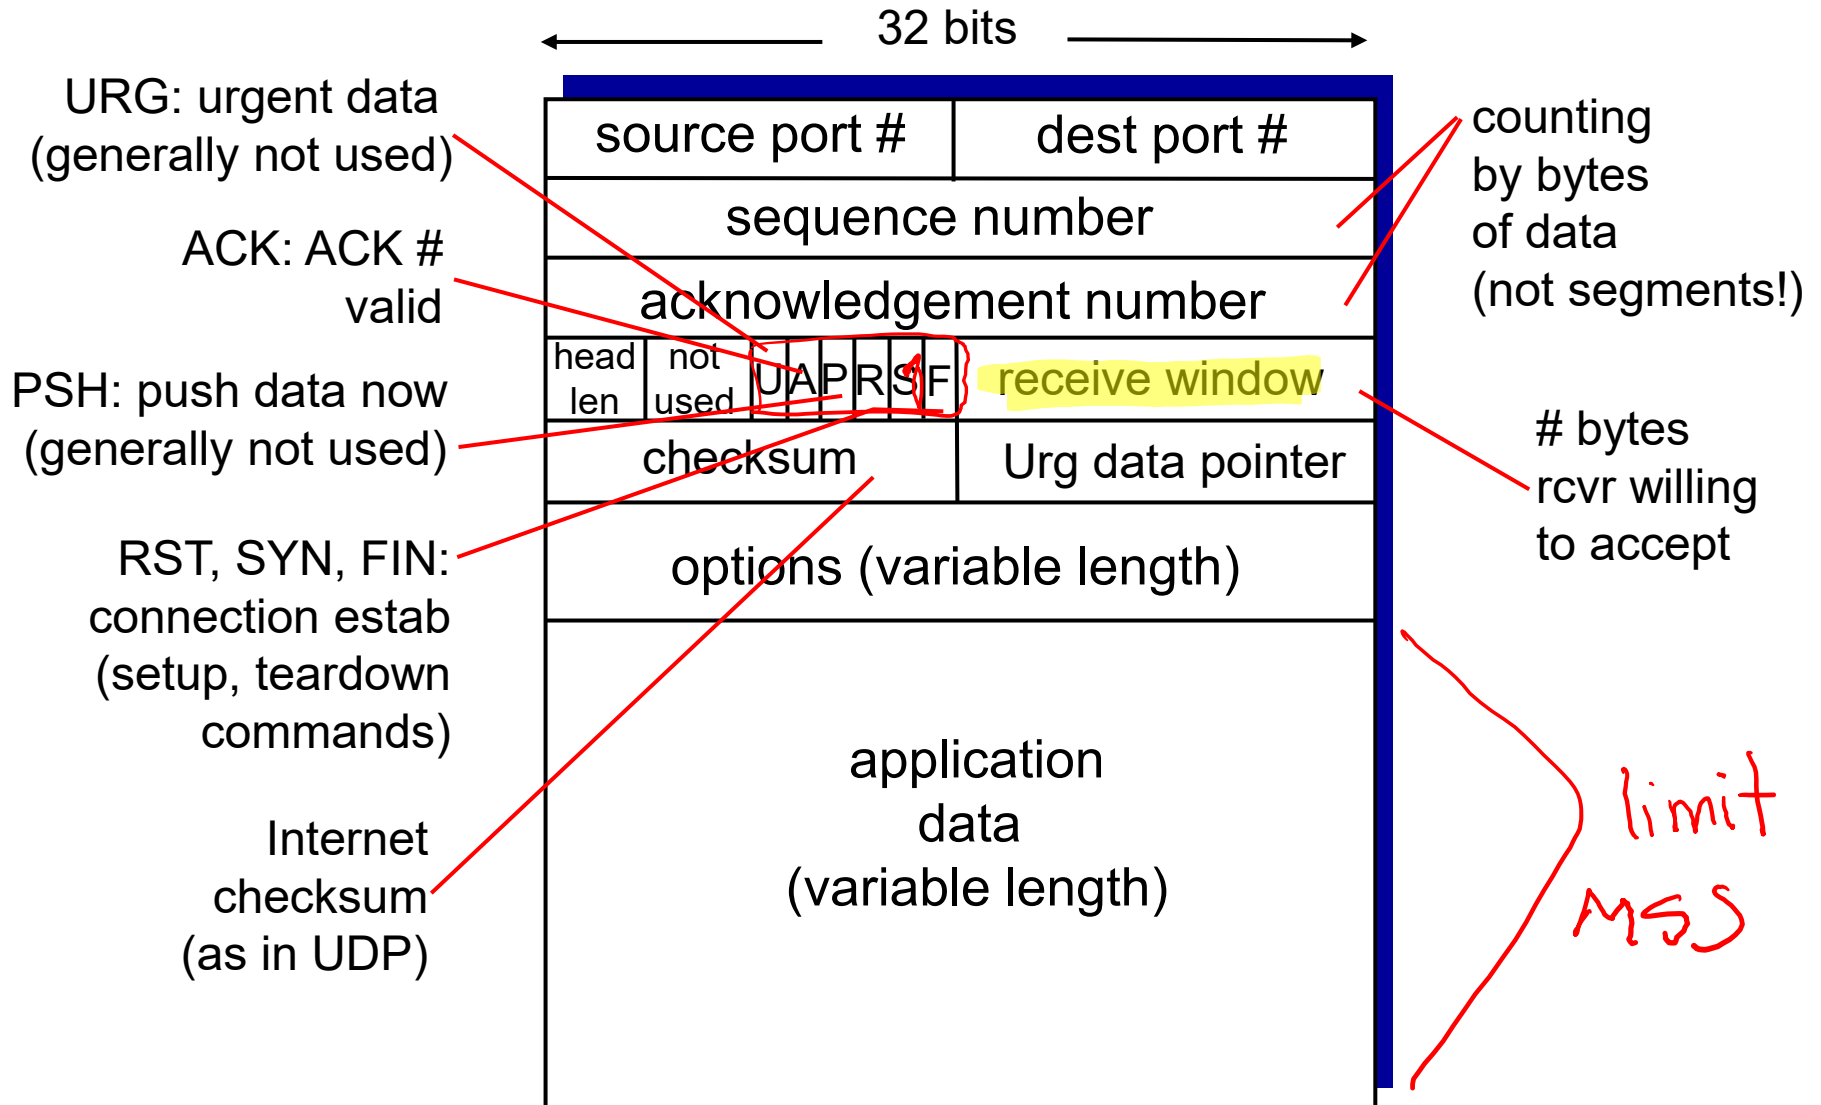 32 bits
URG: urgent data
(generally not used)
ACK: ACK #
valid
PSH: push data now
(generally not used)
RST, SYN, FIN:
connection estab
(setup, teardown
commands)
Internet
checksum
(as in UDP)
source port #
dest port #
sequence number
acknowledgement number
head
len
not
used
U A P R S F
receive window
checksum
Urg data pointer
options (variable length)
application
data
(variable length)
counting
by bytes
of data
(not segments!)
# bytes
rcvr willing
to accept
limit
MSS